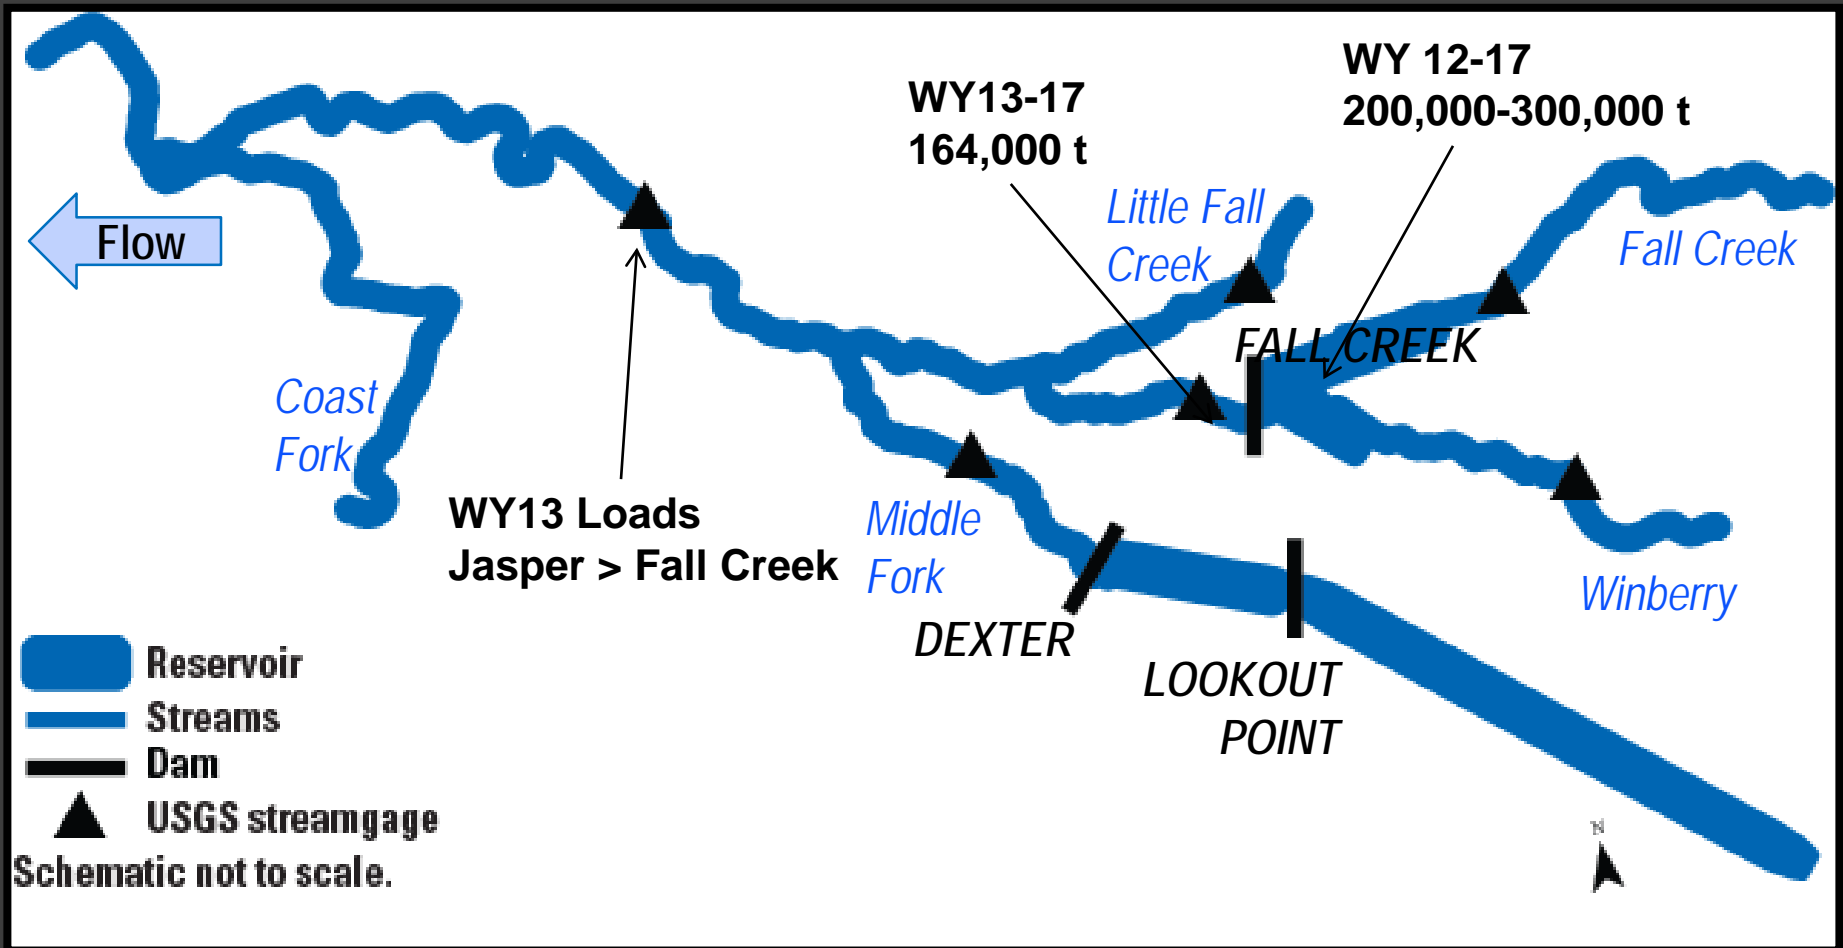 WY 12-17
200,000-300,000 t
WY13-17
164,000 t
Little Fall
Creek
Fall Creek
Flow
FALL CREEK
Coast
Fork
WY13 Loads
Jasper > Fall Creek
Middle
Fork
Winberry
DEXTER
LOOKOUT
POINT
Reservoir
Streams
Dam
USGS streamgage
Schematic not to scale.
N